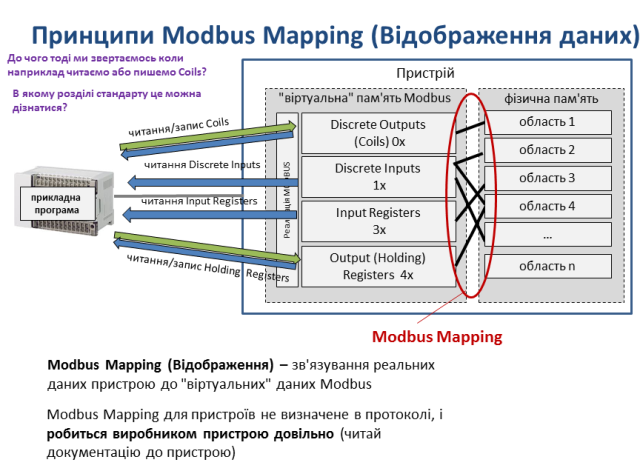 Принципи Modbus Mapping (Відображення даних)
До чого тоді ми звертаємось коли
наприклад читаємо або пишемо Coils?
В якому розділі стандарту це можна
дізнатися?
Пристрій
"віртуальна" пам'ять Modbus
фізична пам'ять
читання/запис Coils
читання Discrete Inputs
читання Input Registers
читання/запис Holding Registers
прикладна
програма
Реалізація MODBUS
Discrete Outputs
(Coils) 0x
Discrete Inputs
1x
Input Registers
3x
Output (Holding)
Registers 4x
область 1
область 2
область 3
область 4
...
область n
Modbus Mapping
Modbus Mapping (Відображення) – зв'язування реальних
даних пристрою до "віртуальних" даних Modbus
Modbus Mapping для пристроїв не визначене в протоколі, і
робиться виробником пристрою довільно (читай
документацію до пристрою)